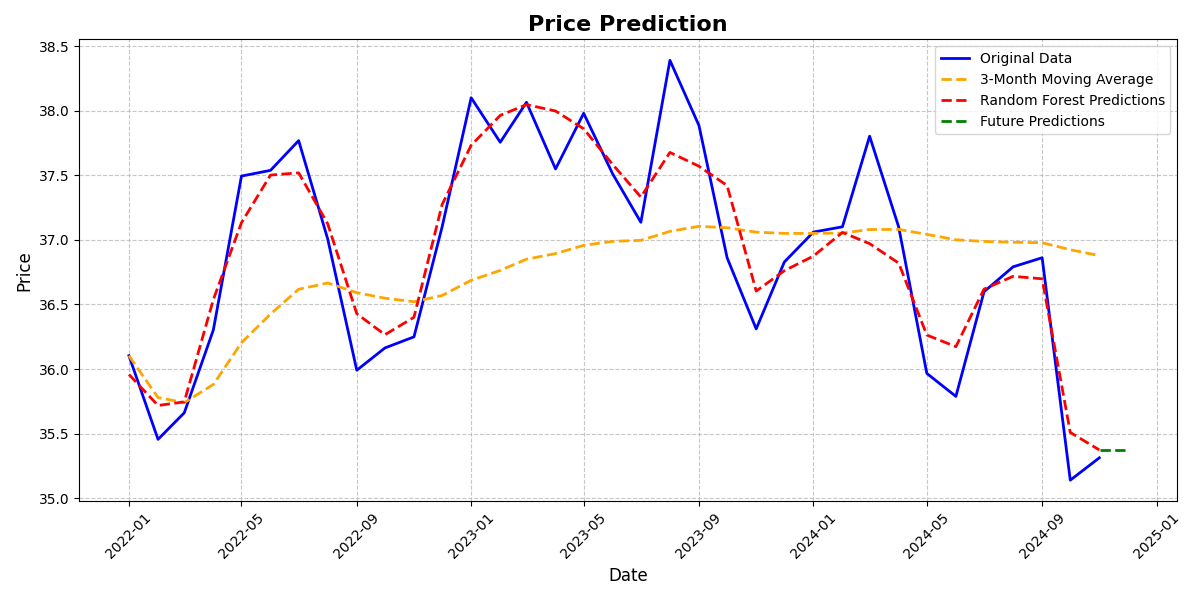 Price Prediction
Original Data
3-Month Moving Average
Random Forest Predictions
Future Predictions
Price
38.5
38.0
37.5
37.0
36.5
36.0
35.5
35.0
2022-01
2022-05
2022-09
2023-01
2023-05
2023-09
2024-01
2024-05
2024-09
2025-01
Date